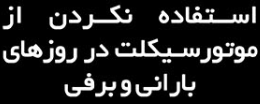 استفاده نکردن از
موتورسیکلت در روزهای
بارانی و برفی